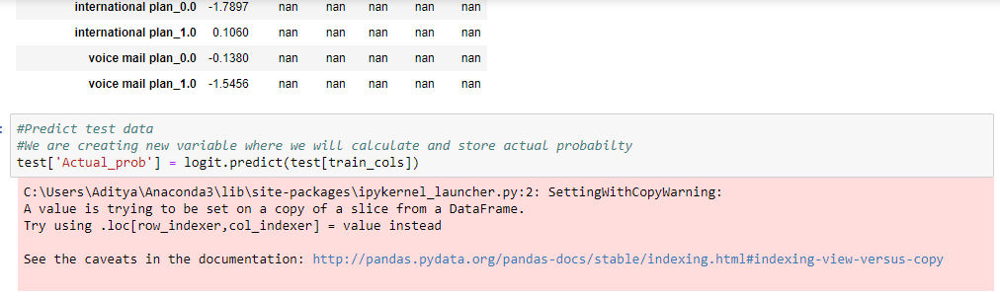 international plan_0.0 -1.7897 nan nan nan nan nan
international plan_1.0 0.1060 nan nan nan nan nan
voice mail plan_0.0 -0.1380 nan nan nan nan nan
voice mail plan_1.0 -1.5456 nan nan nan nan nan
:
#Predict test data
#We are creating new variable where we will calculate and store actual probabilty
test['Actual_prob'] = logit.predict(test[train_cols])
C:\Users\Aditya\Anaconda3\lib\site-packages\ipykernel_launcher.py:2: SettingWithCopyWarning:
A value is trying to be set on a copy of a slice from a DataFrame.
Try using .loc[row_indexer,col_indexer] = value instead
See the caveats in the documentation: http://pandas.pydata.org/pandas-docs/stable/indexing.html#indexing-view-versus-copy